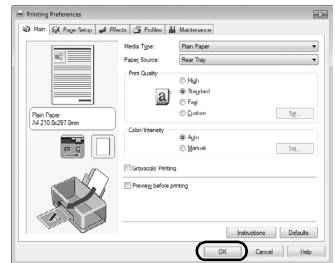 Printing Preferences
Main Page Setup Effects Profiles Maintenance
Media Type: Plain Paper
Paper Source: Rear Tray
Print Quality
High
Standard
Fast
Custom Set...
Plain Paper
A4 210.0x297.0mm
Color/Intensity
Auto
Manual Set...
Grayscale Printing
Preview before printing
Instructions Defaults
OK Cancel Help